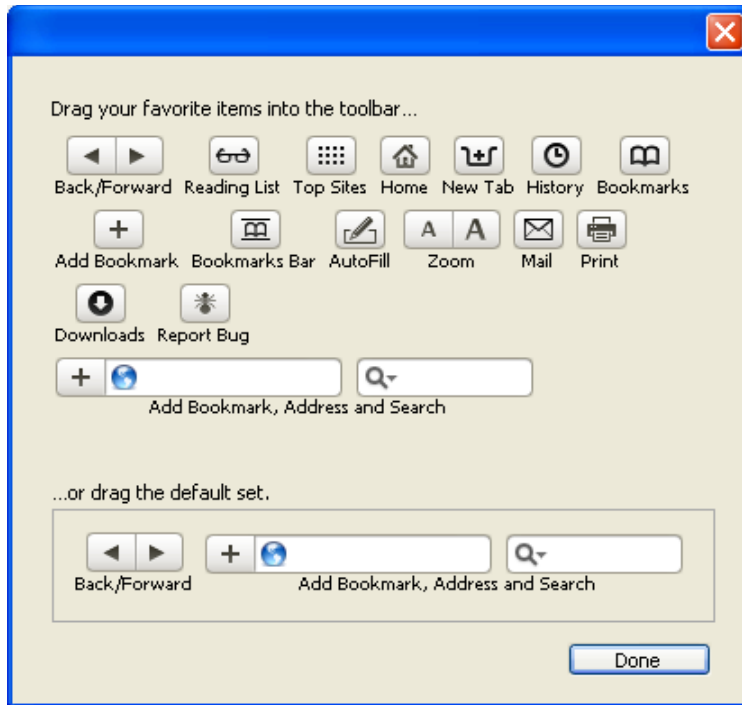 Drag your favorite items into the toolbar...
Back/Forward Reading List Top Sites Home New Tab History Bookmarks
A A
Add Bookmark Bookmarks Bar AutoFill Zoom Mail Print
Downloads Report Bug
Add Bookmark, Address and Search
...or drag the default set.
Back/Forward Add Bookmark, Address and Search
Done